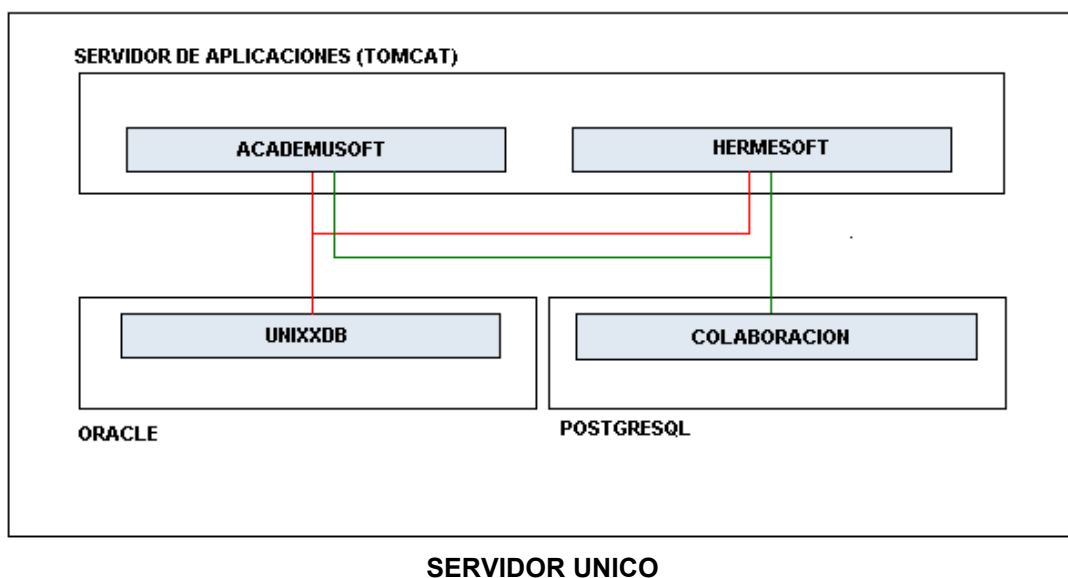 SERVIDOR DE APLICACIONES (TOMCAT)
ACADEMUSOFT
HERMESOFT
UNIXXDB
COLABORACION
ORACLE
POSTGRESQL
SERVIDOR UNICO